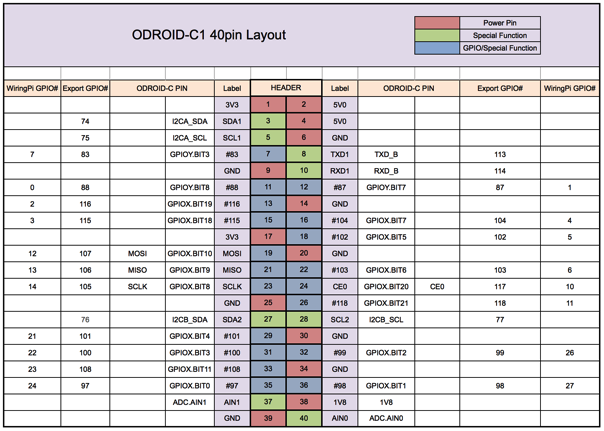 ODROID-C1 40pin Layout
Power Pin
Special Function
GPIO/Special Function
WiringPi GPIO# Export GPIO# ODROID-C PIN Label HEADER Label ODROID-C PIN Export GPIO# WiringPi GPIO#
3V3 1 2 5V0
74 I2CA_SDA SDA1 3 4 5V0
75 I2CA_SCL SCL1 5 6 GND
7 83 GPIOY.BIT3 #83 7 8 TXD1 TXD_B 113
GND 9 10 RXD1 RXD_B 114
0 88 GPIOY.BIT8 #88 11 12 #87 GPIOY.BIT7 87 1
2 116 GPIOX.BIT19 #116 13 14 GND
3 115 GPIOX.BIT18 #115 15 16 #104 GPIOX.BIT7 104 4
3V3 17 18 #102 GPIOX.BIT5 102 5
12 107 MOSI GPIOX.BIT10 MOSI 19 20 GND
13 106 MISO GPIOX.BIT9 MISO 21 22 #103 GPIOX.BIT6 103 6
14 105 SCLK GPIOX.BIT8 SCLK 23 24 CE0 GPIOX.BIT20 CE0 117 10
GND 25 26 #118 GPIOX.BIT21 118 11
76 I2CB_SDA SDA2 27 28 SCL2 I2CB_SCL 77
21 101 GPIOX.BIT4 #101 29 30 GND
22 100 GPIOX.BIT3 #100 31 32 #99 GPIOX.BIT2 99 26
23 108 GPIOX.BIT11 #108 33 34 GND
24 97 GPIOX.BIT0 #97 35 36 #98 GPIOX.BIT1 98 27
ADC.AIN1 AIN1 37 38 1V8 1V8
GND 39 40 AIN0 ADC.AIN0